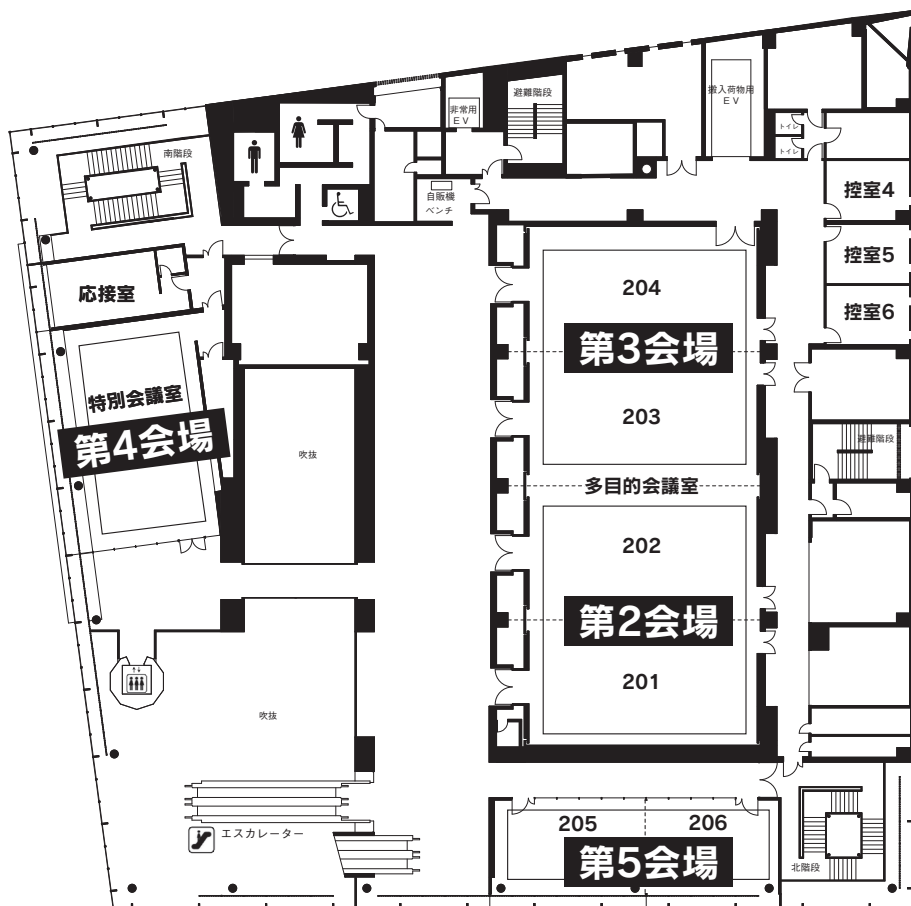 避難階段
非常用
EV
搬入荷物用
EV
トイレ
トイレ
南階段
自販機
ベンチ
控室4
控室5
控室6
応接室
204
第3会場
203
特別会議室
第4会場
吹抜
避難階段
多目的会議室
202
第2会場
201
吹抜
エスカレーター
205
206
第5会場
北階段